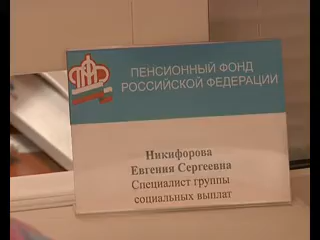 ПЕНСИОННЫЙ ФОНД
РОССИЙСКОЙ ФЕДЕРАЦИИ
Никифорова
Евгения Сергеевна
Специалист группы
социальных выплат